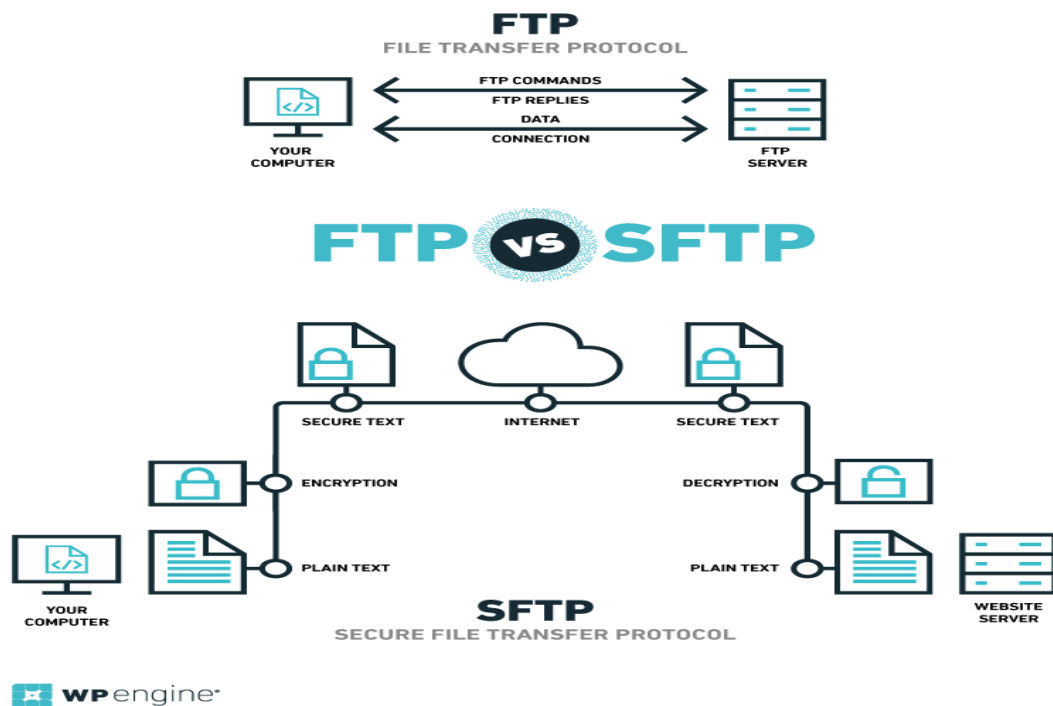 FTP
FILE TRANSFER PROTOCOL
FTP COMMANDS
FTP REPLIES
DATA
CONNECTION
</>
YOUR
COMPUTER
FTP
SERVER
FTP VS SFTP
SECURE TEXT
INTERNET
SECURE TEXT
ENCRYPTION
DECRYPTION
</>
PLAIN TEXT
PLAIN TEXT
YOUR
COMPUTER
WEBSITE
SERVER
SFTP
SECURE FILE TRANSFER PROTOCOL
WP engine®